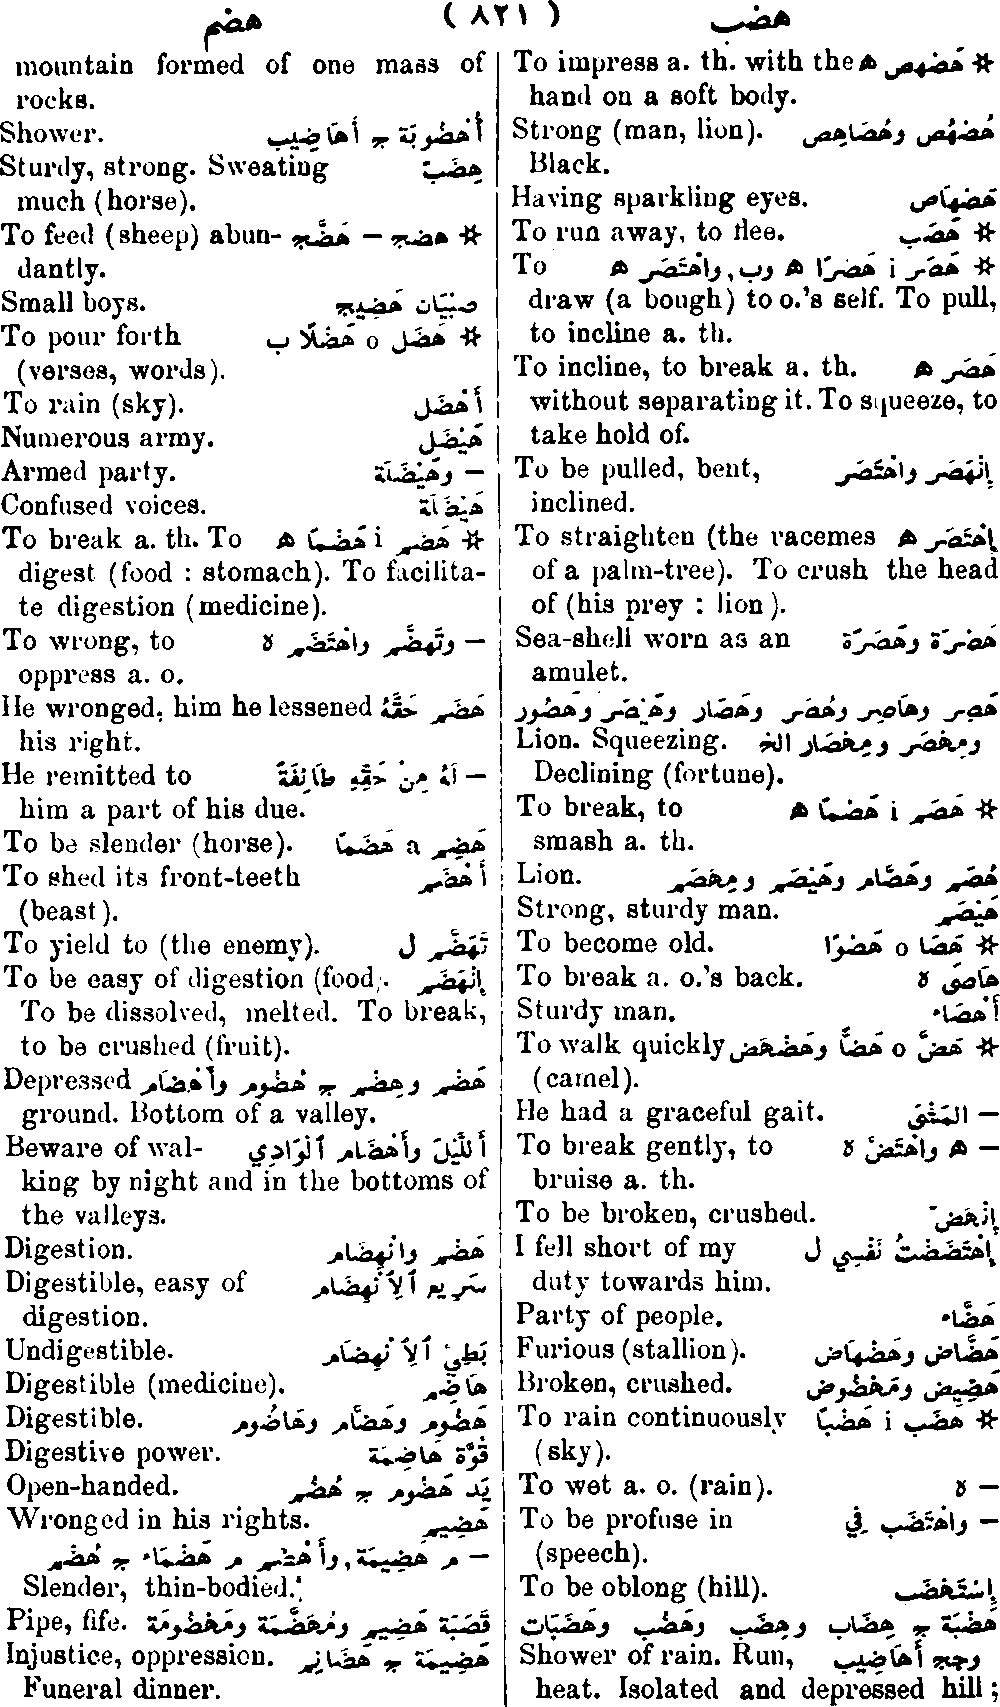 هضب ( ٨٢١ ) هضم
To impress a. th. with the هَصْهَص ه *
hand on a soft body.
Strong (man, lion). هُصْهُص وهُصَاهِص
Black.
Having sparkling eyes. هَصْهَاص
To run away, to flee. هَصَب *
To هَصَر i هَصْرًا ه وب, واهْتَصَر ه *
draw (a bough) to o.'s self. To pull,
to incline a. th.
To incline, to break a. th. هَصَر ه
without separating it. To squeeze, to
take hold of.
To be pulled, bent, إِنْهَصَر واهْتَصَر
inclined.
To straighten (the racemes إِهْتَصَر ه
of a palm-tree). To crush the head
of (his prey : lion).
Sea-shell worn as an هَصْرَة وهَصَرَة
amulet.
هَصِر وهَاصِر وهُصَر وهَصَّار وهَيْصَر وهَصُور
Lion. Squeezing. ومِهْصَر ومِهْصَار الخ
Declining (fortune).
To break, to هَصَم i هَصْمًا ه *
smash a. th.
Lion. هُصَم وهَصَّام وهَيْصَم ومِهْصَم
Strong, sturdy man. هَيْصَم
To become old. هَصَا o هَصْوًا *
To break a. o.'s back. هَاصَى ه
Sturdy man. أَهْصَاء
To walk quickly هَضَّ o هَضًّا وهَضْهَض *
(camel).
He had a graceful gait. — المَشْيَ
To break gently, to — ه واهْتَضَّ ه
bruise a. th.
To be broken, crushed. إِنْهَضَّ
I fell short of my إِهْتَضَضْتُ نَفْسِي ل
duty towards him.
Party of people. هَضَّاء
Furious (stallion). هَضَّاض وهَضْهَاض
Broken, crushed. هَضِيض ومَهْضُوض
To rain continuously هَضَب i هَضْبًا *
(sky).
To wet a. o. (rain). — ه
To be profuse in — واهْتَضَب فِي
(speech).
To be oblong (hill). إِسْتَهْضَب
هَضْبَة ج هِضَاب وهِضَب وهَضْب وهَضَبَات
Shower of rain. Run, وجج أَهَاضِيب
heat. Isolated and depressed hill ;
mountain formed of one mass of
rocks.
Shower. أُهْضُوبَة ج أَهَاضِيب
Sturdy, strong. Sweating هِضَبّ
much (horse).
To feed (sheep) abun- هضج — هَضَّج *
dantly.
Small boys. صِبْيَان هَضِيج
To pour forth هَضَل o هَضْلًا ب *
(verses, words).
To rain (sky). أَهْضَل
Numerous army. هَيْضَل
Armed party. — وهَيْضَلَة
Confused voices. هَيْضَلَة
To break a. th. To هَضَم i هَضْمًا ه *
digest (food : stomach). To facilita-
te digestion (medicine).
To wrong, to — وتَهَضَّم واهْتَضَم ه
oppress a. o.
He wronged, him he lessened هَضَم حَقَّهُ
his right.
He remitted to — لَهُ مِنْ حَقِّهِ طَائِفَةً
him a part of his due.
To be slender (horse). هَضِم a هَضَمًا
To shed its front-teeth أَهْضَم
(beast).
To yield to (the enemy). تَهَضَّم ل
To be easy of digestion (food). إِنْهَضَم
To be dissolved, melted. To break,
to be crushed (fruit).
Depressed هَضْم وهِضْم ج هُضُوم وأَهْضَام
ground. Bottom of a valley.
Beware of wal- أَللَّيْلَ وأَهْضَام ٱلْوَادِي
king by night and in the bottoms of
the valleys.
Digestion. هَضْم وانْهِضَام
Digestible, easy of سَرِيع ٱلِٱنْهِضَام
digestion.
Undigestible. بَطِيْ ٱلِٱنْهِضَام
Digestible (medicine). هَاضِم
Digestible. هَضُوم وهَضَّام وهَاضُوم
Digestive power. قُوَّة هَاضِمَة
Open-handed. يَد هَضُوم ج هُضُم
Wronged in his rights. هَضِيم
— م هَضِيمَة, وأَهْضَم م هَضْمَاء ج هُضْم
Slender, thin-bodied.
Pipe, fife. قَصَبَة هَضِيم ومُهَضَّمَة ومَهْضُومَة
Injustice, oppression. هَضِيمَة ج هَضَائِم
Funeral dinner.